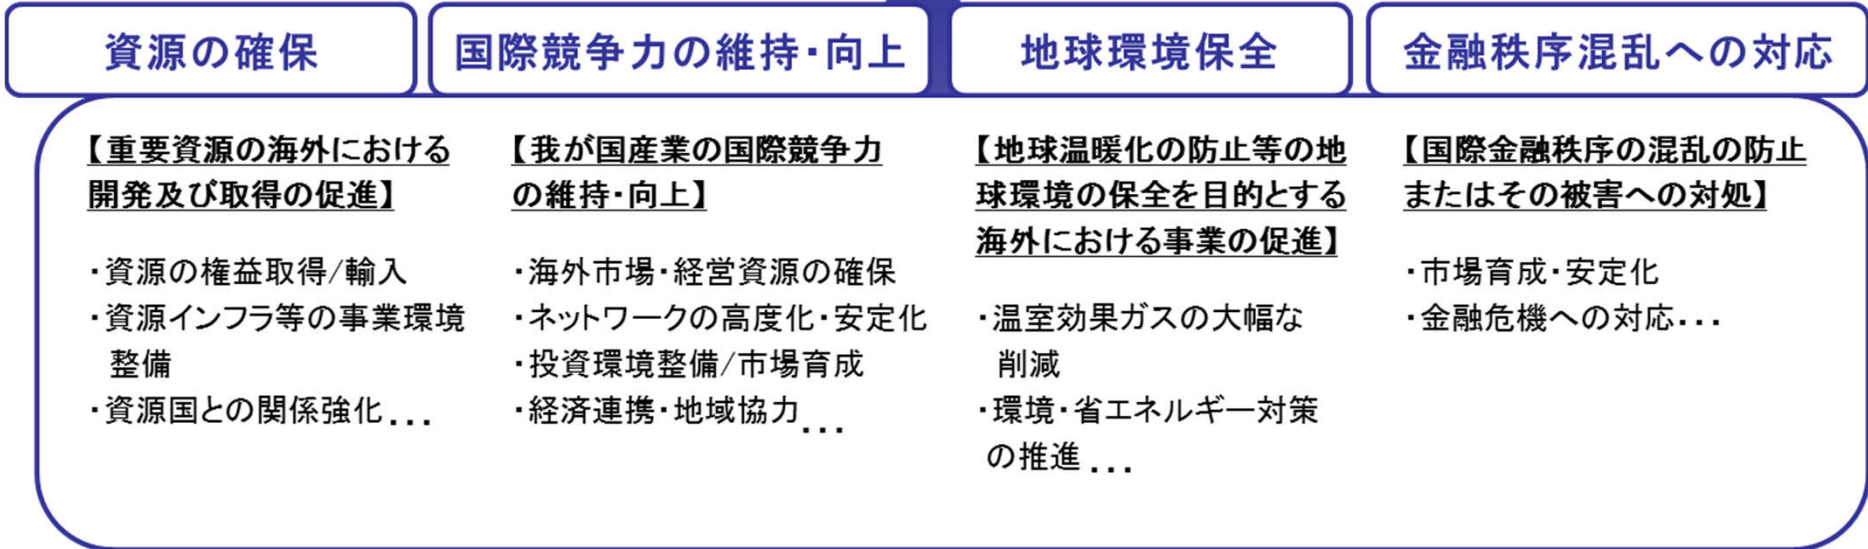 資源の確保
国際競争力の維持・向上
地球環境保全
金融秩序混乱への対応
【重要資源の海外における
開発及び取得の促進】
・資源の権益取得/輸入
・資源インフラ等の事業環境
整備
・資源国との関係強化...
【我が国産業の国際競争力
の維持・向上】
・海外市場・経営資源の確保
・ネットワークの高度化・安定化
・投資環境整備/市場育成
・経済連携・地域協力...
【地球温暖化の防止等の地
球環境の保全を目的とする
海外における事業の促進】
・温室効果ガスの大幅な
削減
・環境・省エネルギー対策
の推進...
【国際金融秩序の混乱の防止
またはその被害への対処】
・市場育成・安定化
・金融危機への対応・・・